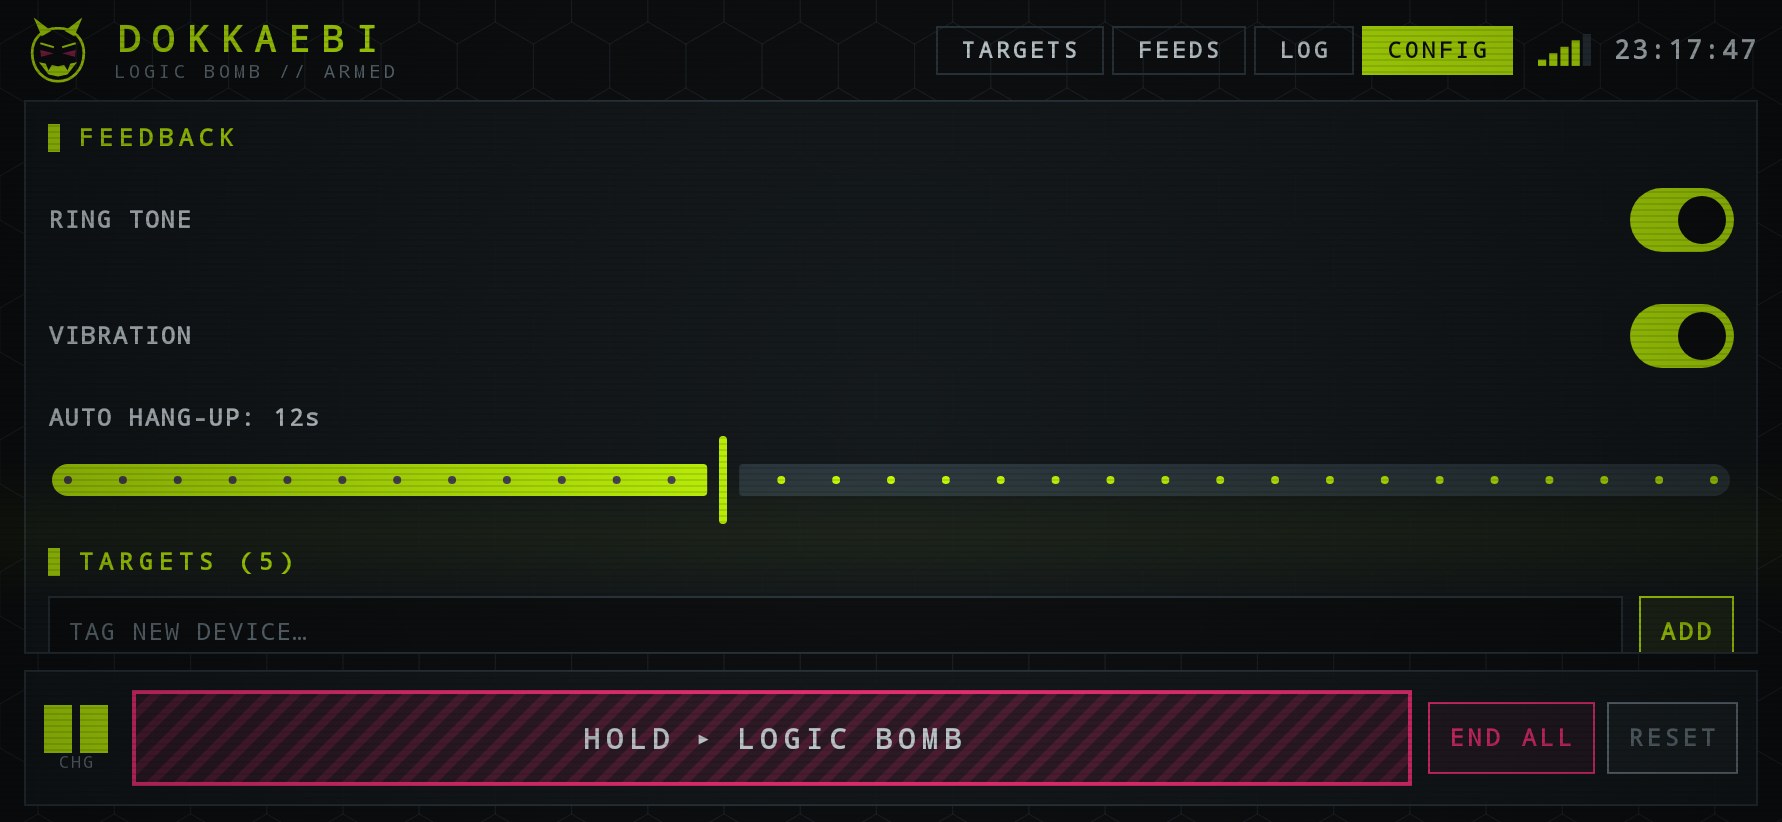 DOKKAEBI
LOGIC BOMB // ARMED
TARGETS
FEEDS
LOG
CONFIG
23:17:47
FEEDBACK
RING TONE
VIBRATION
AUTO HANG-UP: 12s
TARGETS (5)
TAG NEW DEVICE…
ADD
CHG
HOLD ▸ LOGIC BOMB
END ALL
RESET